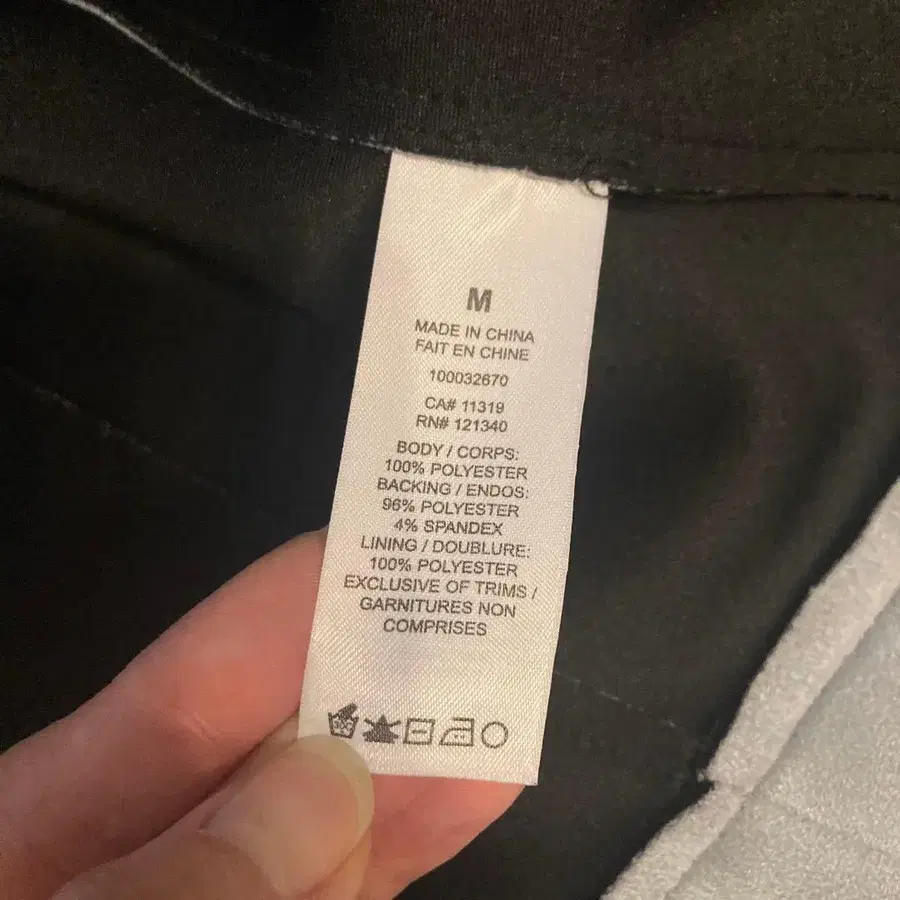 M
MADE IN CHINA
FAIT EN CHINE
100032670
CA# 11319
RN# 121340
BODY / CORPS:
100% POLYESTER
BACKING / ENDOS:
96% POLYESTER
4% SPANDEX
LINING / DOUBLURE:
100% POLYESTER
EXCLUSIVE OF TRIMS /
GARNITURES NON
COMPRISES